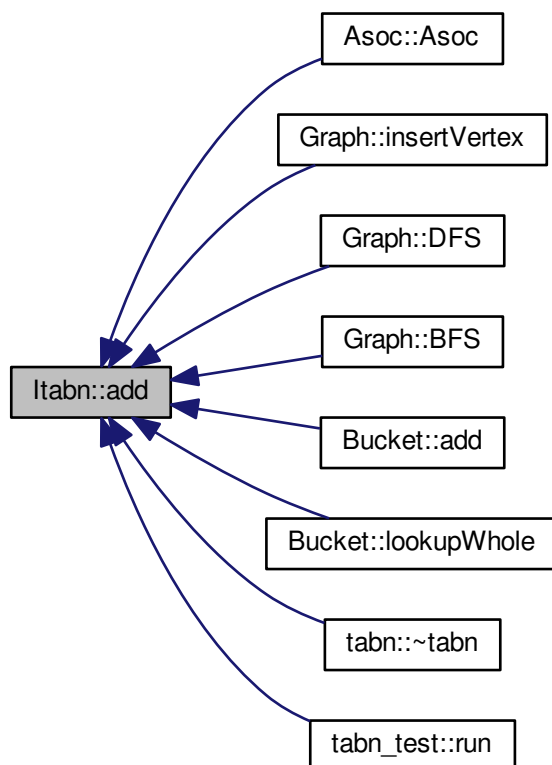 Asoc::Asoc
Graph::insertVertex
Graph::DFS
Graph::BFS
Itabn::add
Bucket::add
Bucket::lookupWhole
tabn::~tabn
tabn_test::run